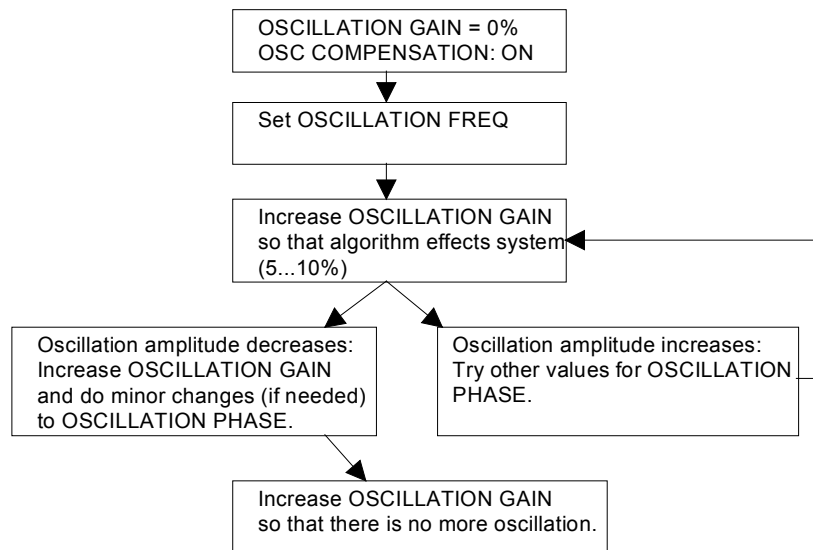 OSCILLATION GAIN = 0%
OSC COMPENSATION: ON
Set OSCILLATION FREQ
Increase OSCILLATION GAIN
so that algorithm effects system
(5...10%)
Oscillation amplitude decreases:
Increase OSCILLATION GAIN
and do minor changes (if needed)
to OSCILLATION PHASE.
Oscillation amplitude increases:
Try other values for OSCILLATION
PHASE.
Increase OSCILLATION GAIN
so that there is no more oscillation.